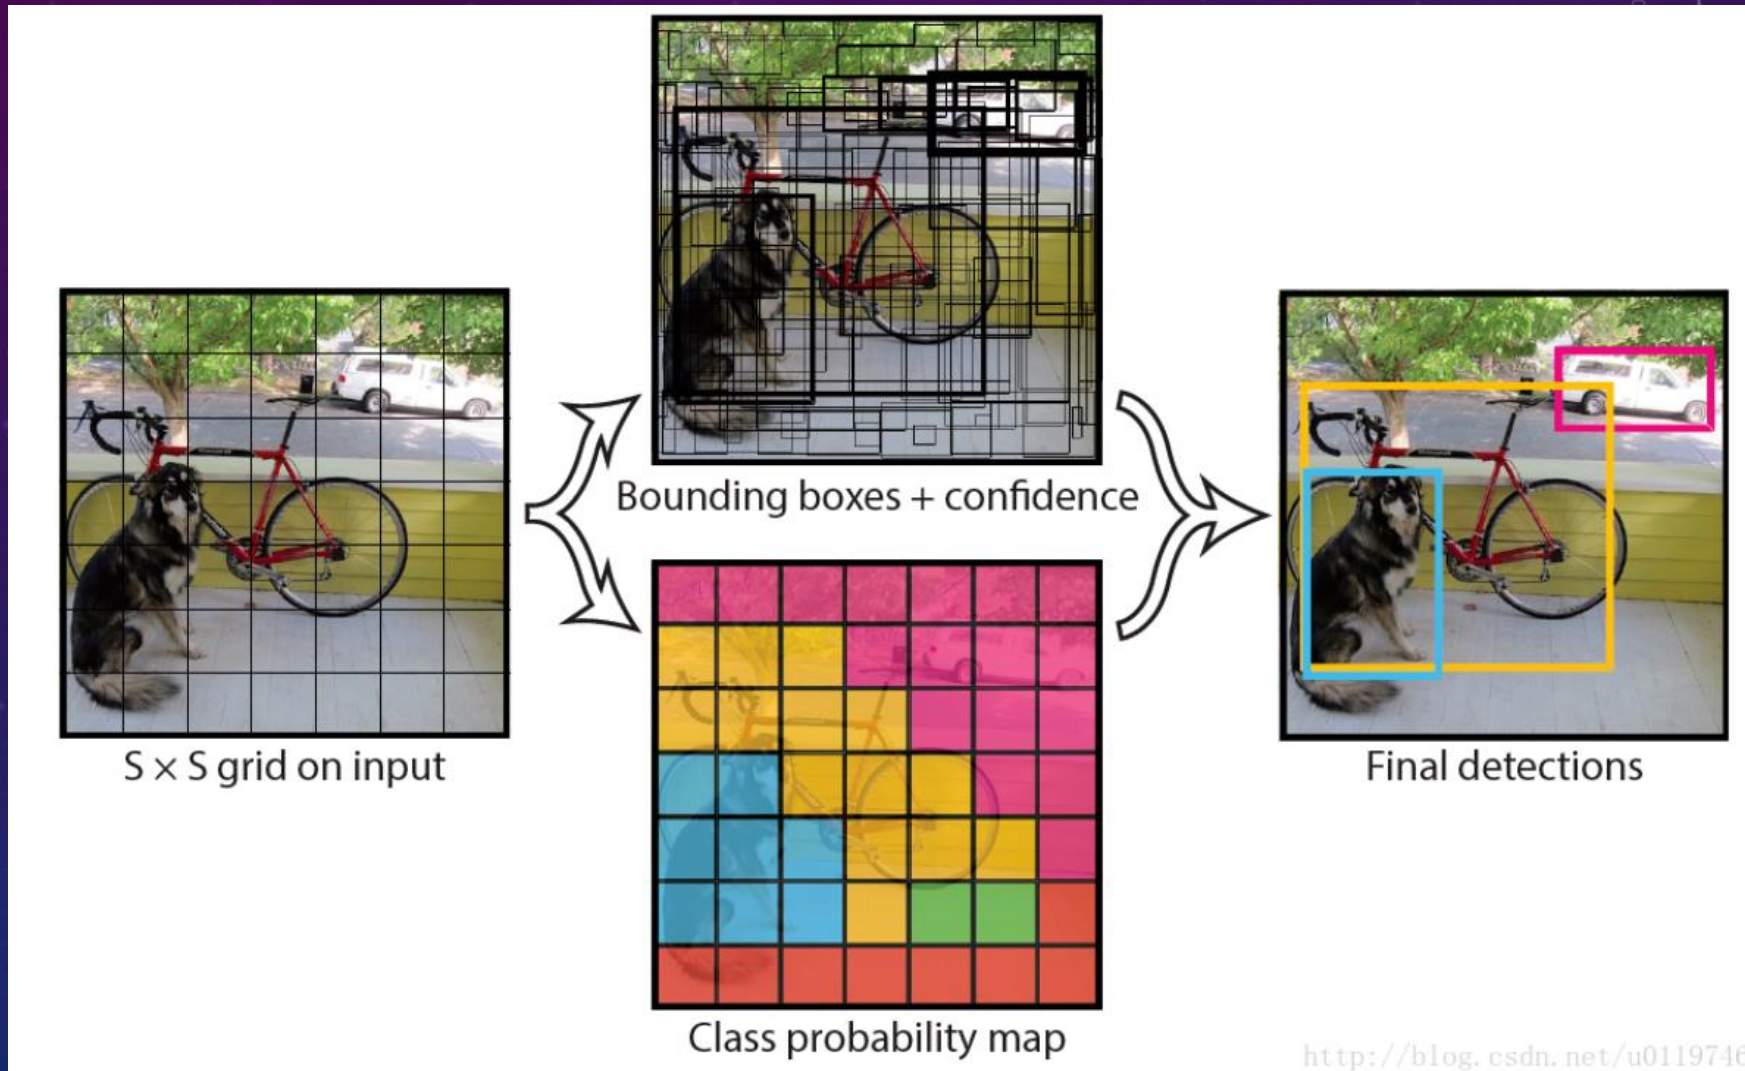 Bounding boxes + confidence
S × S grid on input
Final detections
Class probability map
http://blog.csdn.net/u0119746